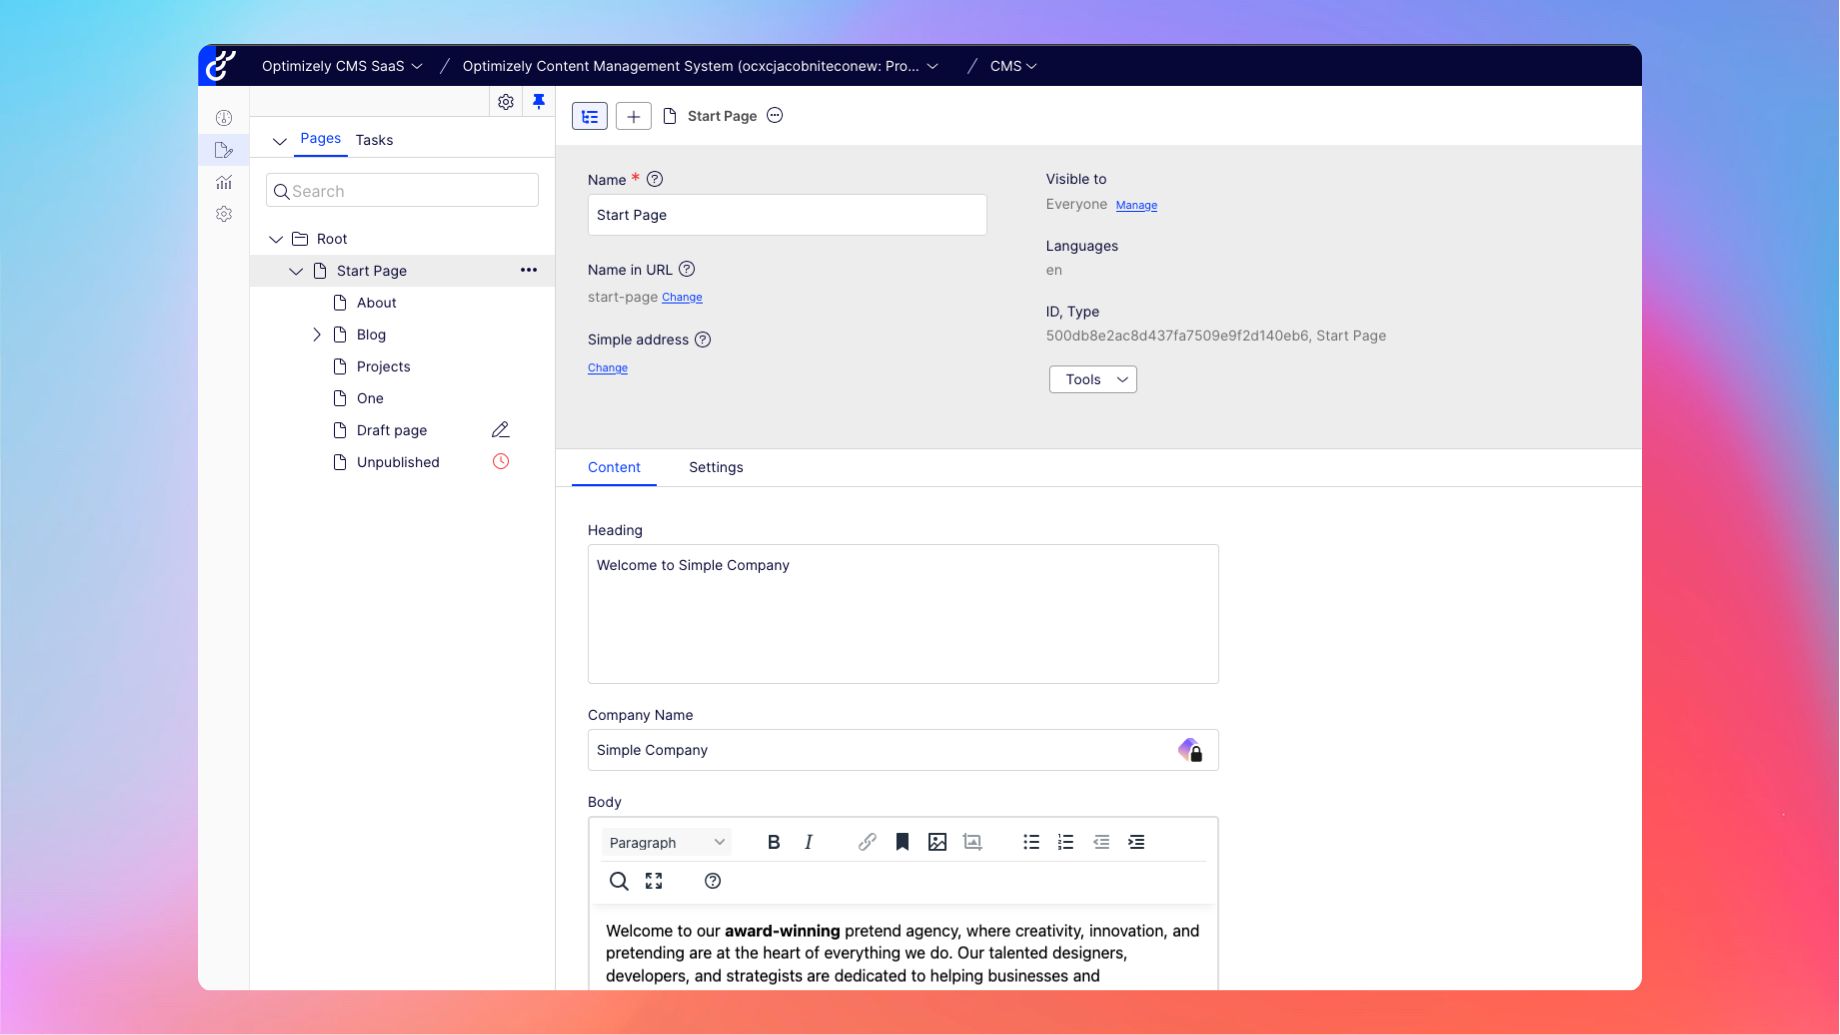 Optimizely CMS SaaS / Optimizely Content Management System (ocxcjacobniteconew: Pro... / CMS
Pages Tasks
Search
Root
Start Page
About
Blog
Projects
One
Draft page
Unpublished
Start Page
Name *
Start Page
Name in URL
start-page Change
Simple address
Change
Visible to
Everyone Manage
Languages
en
ID, Type
500db8e2ac8d437fa7509e9f2d140eb6, Start Page
Tools
Content Settings
Heading
Welcome to Simple Company
Company Name
Simple Company
Body
Paragraph B I
Welcome to our award-winning pretend agency, where creativity, innovation, and
pretending are at the heart of everything we do. Our talented designers,
developers, and strategists are dedicated to helping businesses and